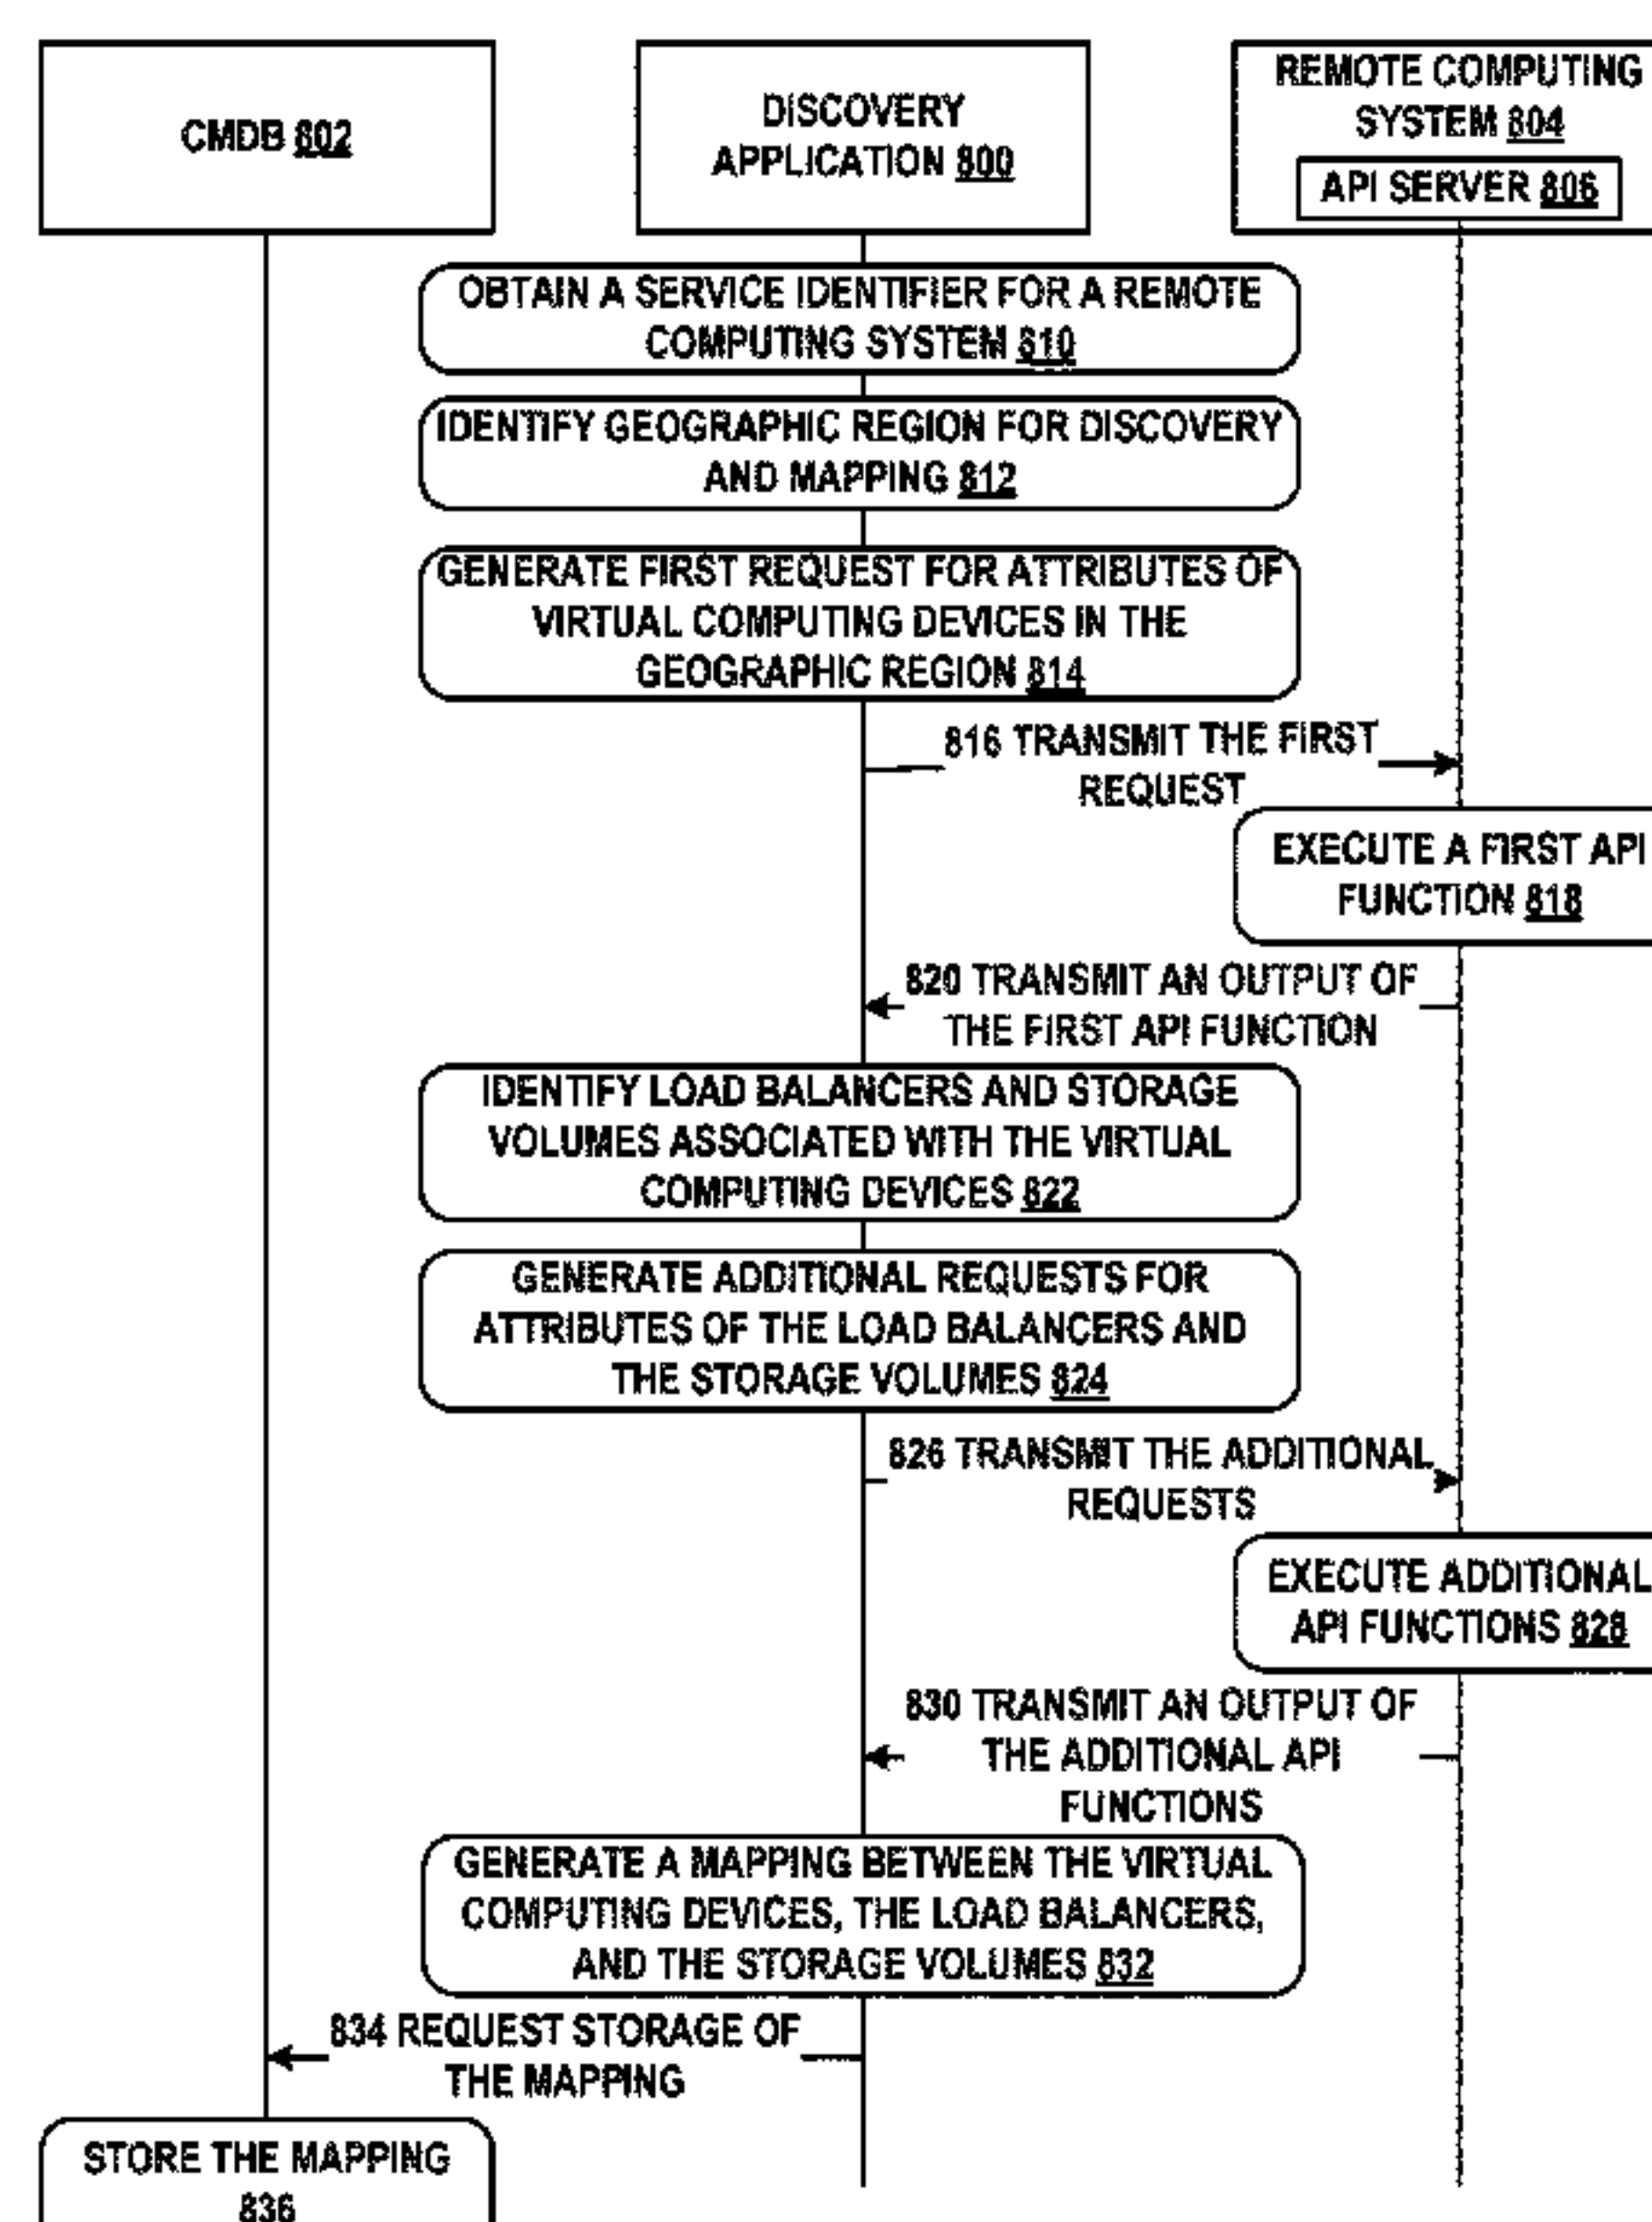 CMDB 802
DISCOVERY
APPLICATION 800
REMOTE COMPUTING
SYSTEM 804
API SERVER 806
OBTAIN A SERVICE IDENTIFIER FOR A REMOTE
COMPUTING SYSTEM 810
IDENTIFY GEOGRAPHIC REGION FOR DISCOVERY
AND MAPPING 812
GENERATE FIRST REQUEST FOR ATTRIBUTES OF
VIRTUAL COMPUTING DEVICES IN THE
GEOGRAPHIC REGION 814
816 TRANSMIT THE FIRST
REQUEST
EXECUTE A FIRST API
FUNCTION 818
820 TRANSMIT AN OUTPUT OF
THE FIRST API FUNCTION
IDENTIFY LOAD BALANCERS AND STORAGE
VOLUMES ASSOCIATED WITH THE VIRTUAL
COMPUTING DEVICES 822
GENERATE ADDITIONAL REQUESTS FOR
ATTRIBUTES OF THE LOAD BALANCERS AND
THE STORAGE VOLUMES 824
826 TRANSMIT THE ADDITIONAL
REQUESTS
EXECUTE ADDITIONAL
API FUNCTIONS 828
830 TRANSMIT AN OUTPUT OF
THE ADDITIONAL API
FUNCTIONS
GENERATE A MAPPING BETWEEN THE VIRTUAL
COMPUTING DEVICES, THE LOAD BALANCERS,
AND THE STORAGE VOLUMES 832
834 REQUEST STORAGE OF
THE MAPPING
STORE THE MAPPING
836